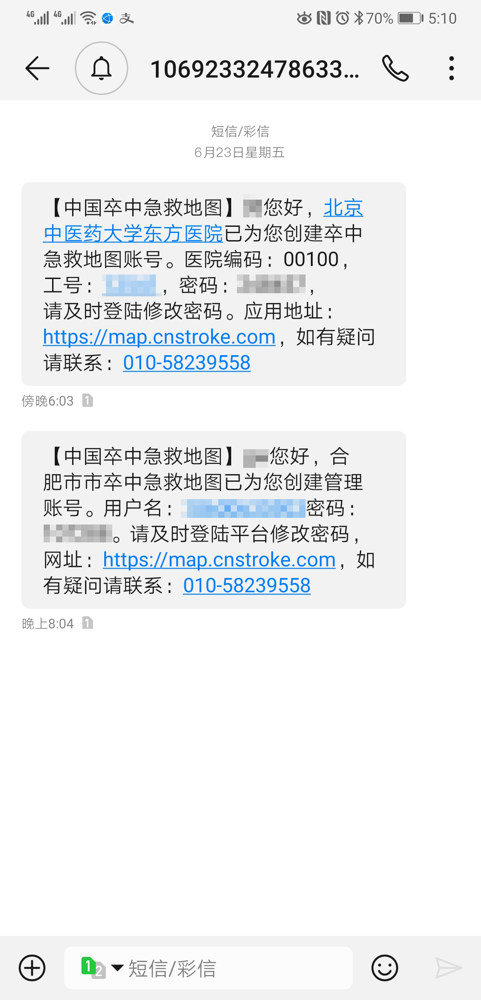 4G 4G 支 70% 5:10
10692332478633...
短信/彩信
6月23日星期五
【中国卒中急救地图】 您好，北京
中医药大学东方医院已为您创建卒中
急救地图账号。医院编码：00100，
工号： ，密码： ，
请及时登陆修改密码。应用地址：
https://map.cnstroke.com，如有疑问
请联系：010-58239558
傍晚6:03 1
【中国卒中急救地图】 您好，合
肥市市卒中急救地图已为您创建管理
账号。用户名： 密码：
。请及时登陆平台修改密码，
网址：https://map.cnstroke.com，如
有疑问请联系：010-58239558
晚上8:04 1
1 2 短信/彩信